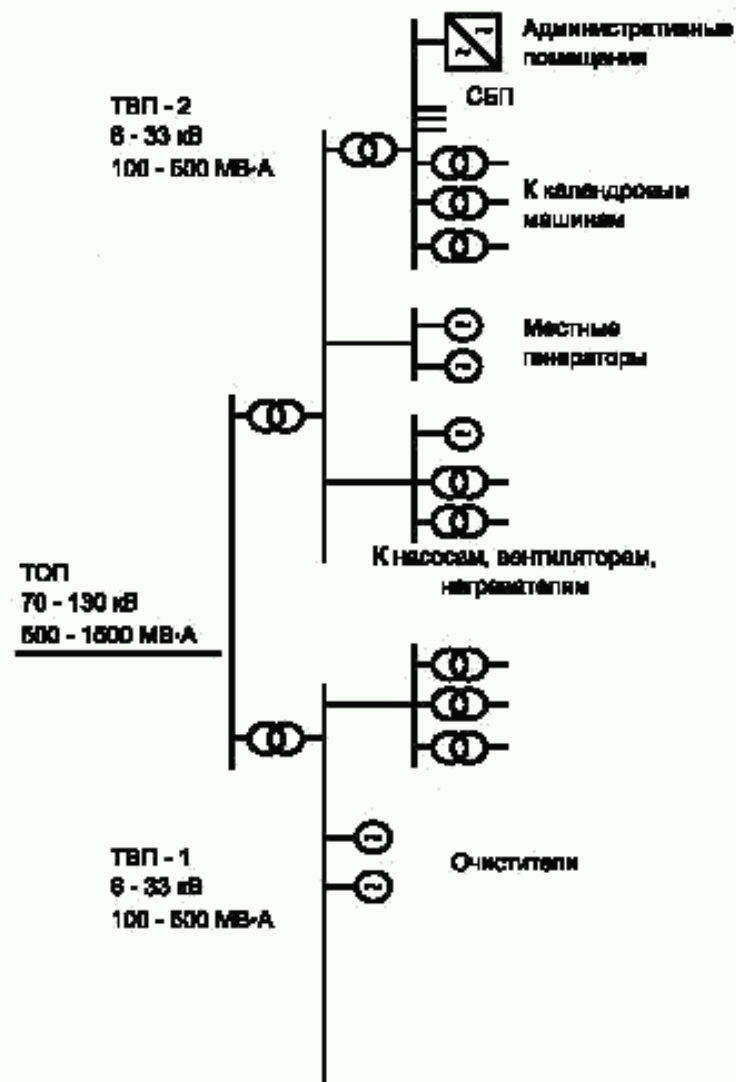 Административные
помещения
СБП
ТВП - 2
6 - 33 кВ
100 - 500 МВ·А
К каландровым
машинам
Местные
генераторы
К насосам, вентиляторам,
нагревателям
ТОП
70 - 130 кВ
500 - 1500 МВ·А
ТВП - 1
6 - 33 кВ
100 - 500 МВ·А
Очистители